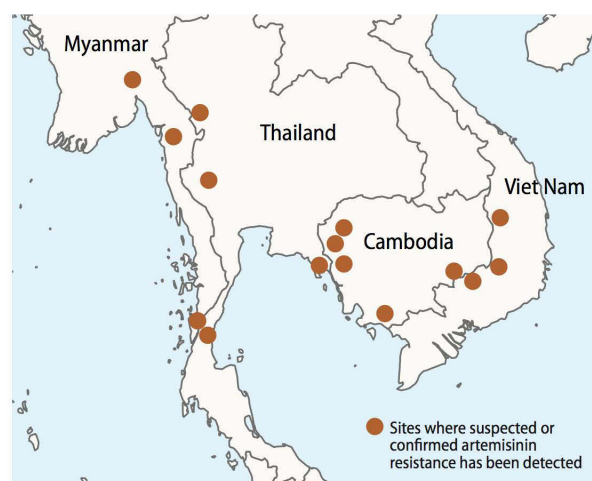 Myanmar
Thailand
Viet Nam
Cambodia
Sites where suspected or
confirmed artemisinin
resistance has been detected